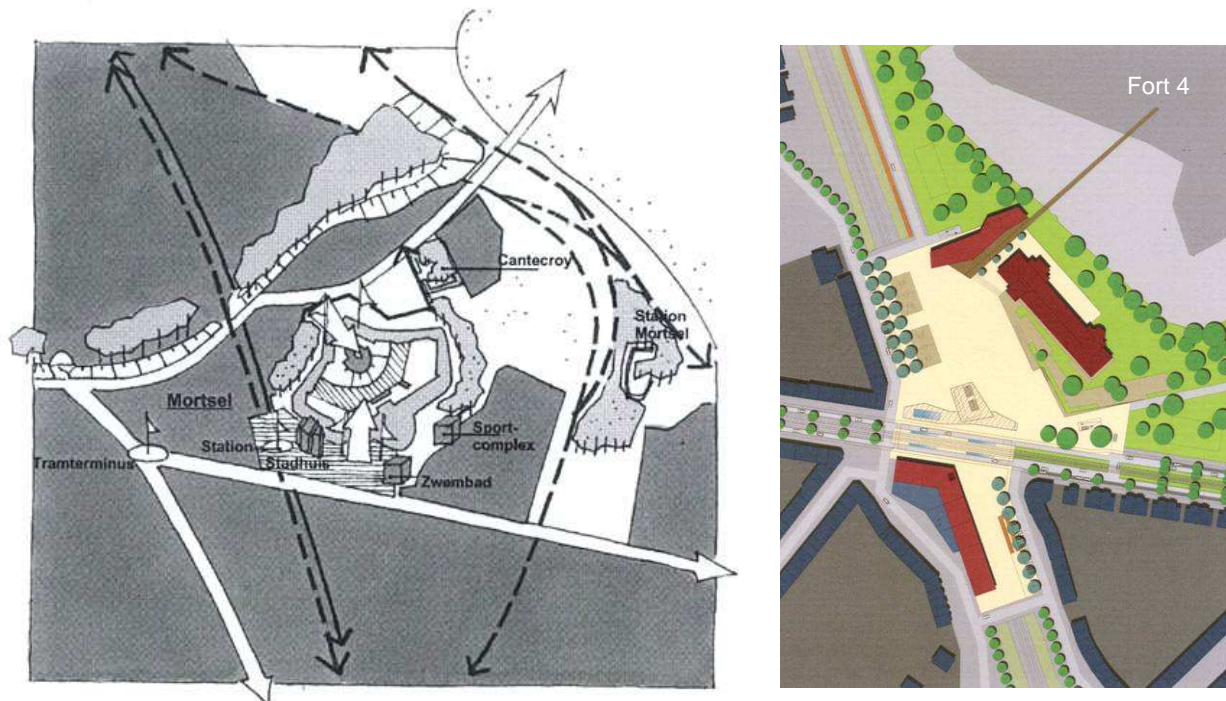 Cantecroy
Station
Mortsel
Mortsel
Station
Stadhuis
Sport-
complex
Tramterminus
Zwembad
Fort 4